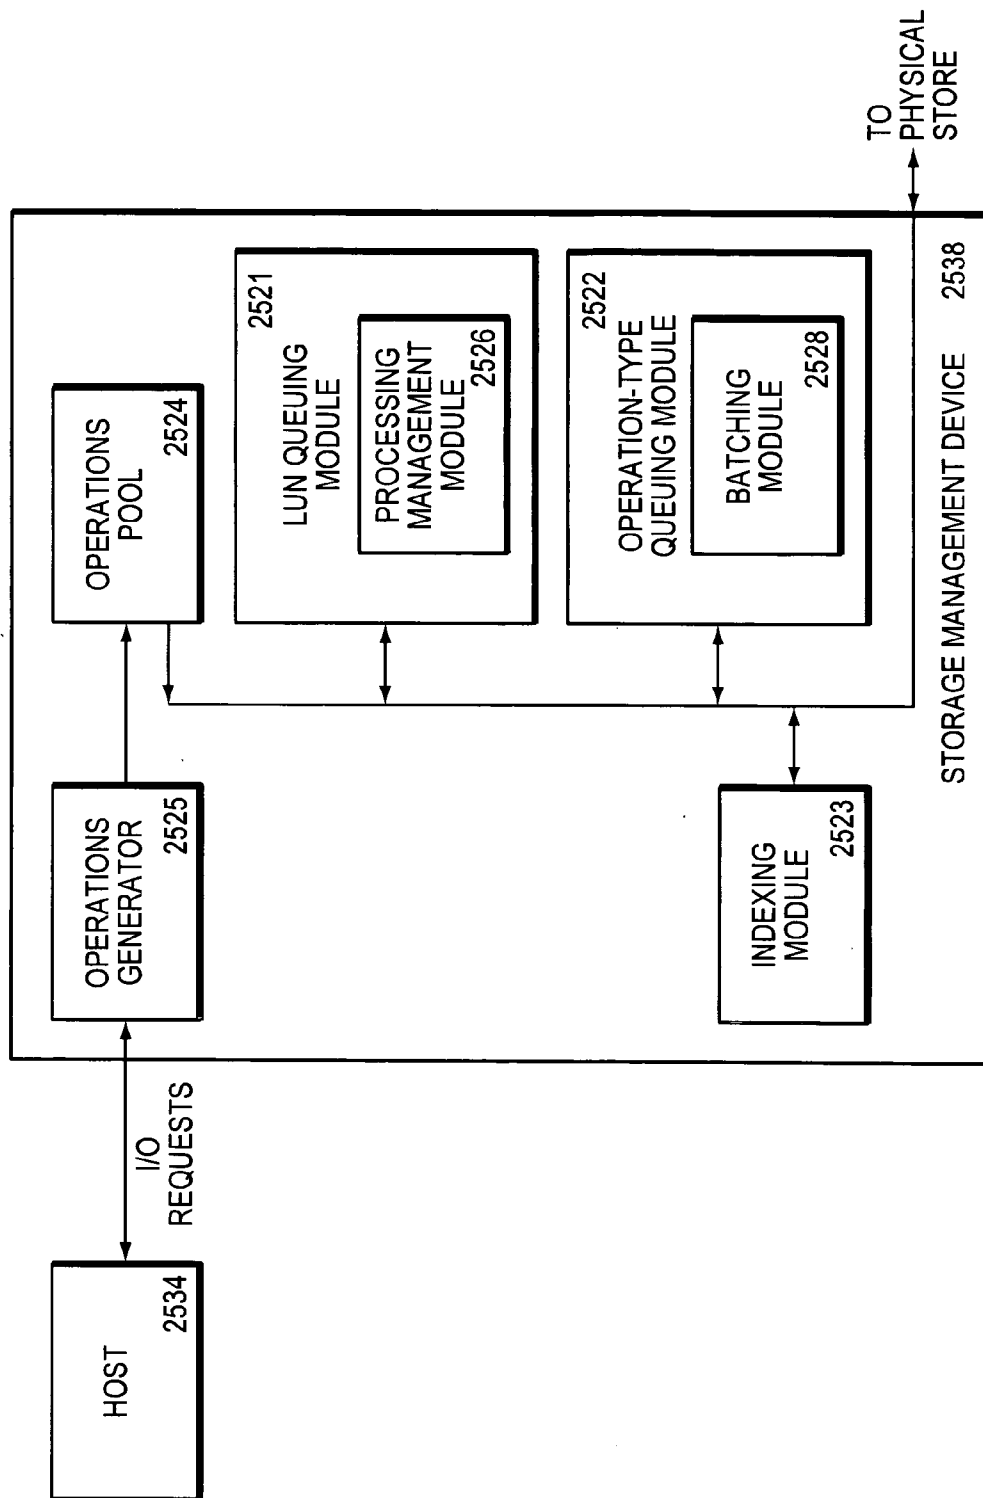 HOST
2534
I/O
REQUESTS
OPERATIONS
GENERATOR
2525
OPERATIONS
POOL
2524
LUN QUEUING
MODULE
2521
PROCESSING
MANAGEMENT
MODULE
2526
OPERATION-TYPE
QUEUING MODULE
2522
BATCHING
MODULE
2528
INDEXING
MODULE
2523
STORAGE MANAGEMENT DEVICE 2538
TO
PHYSICAL
STORE